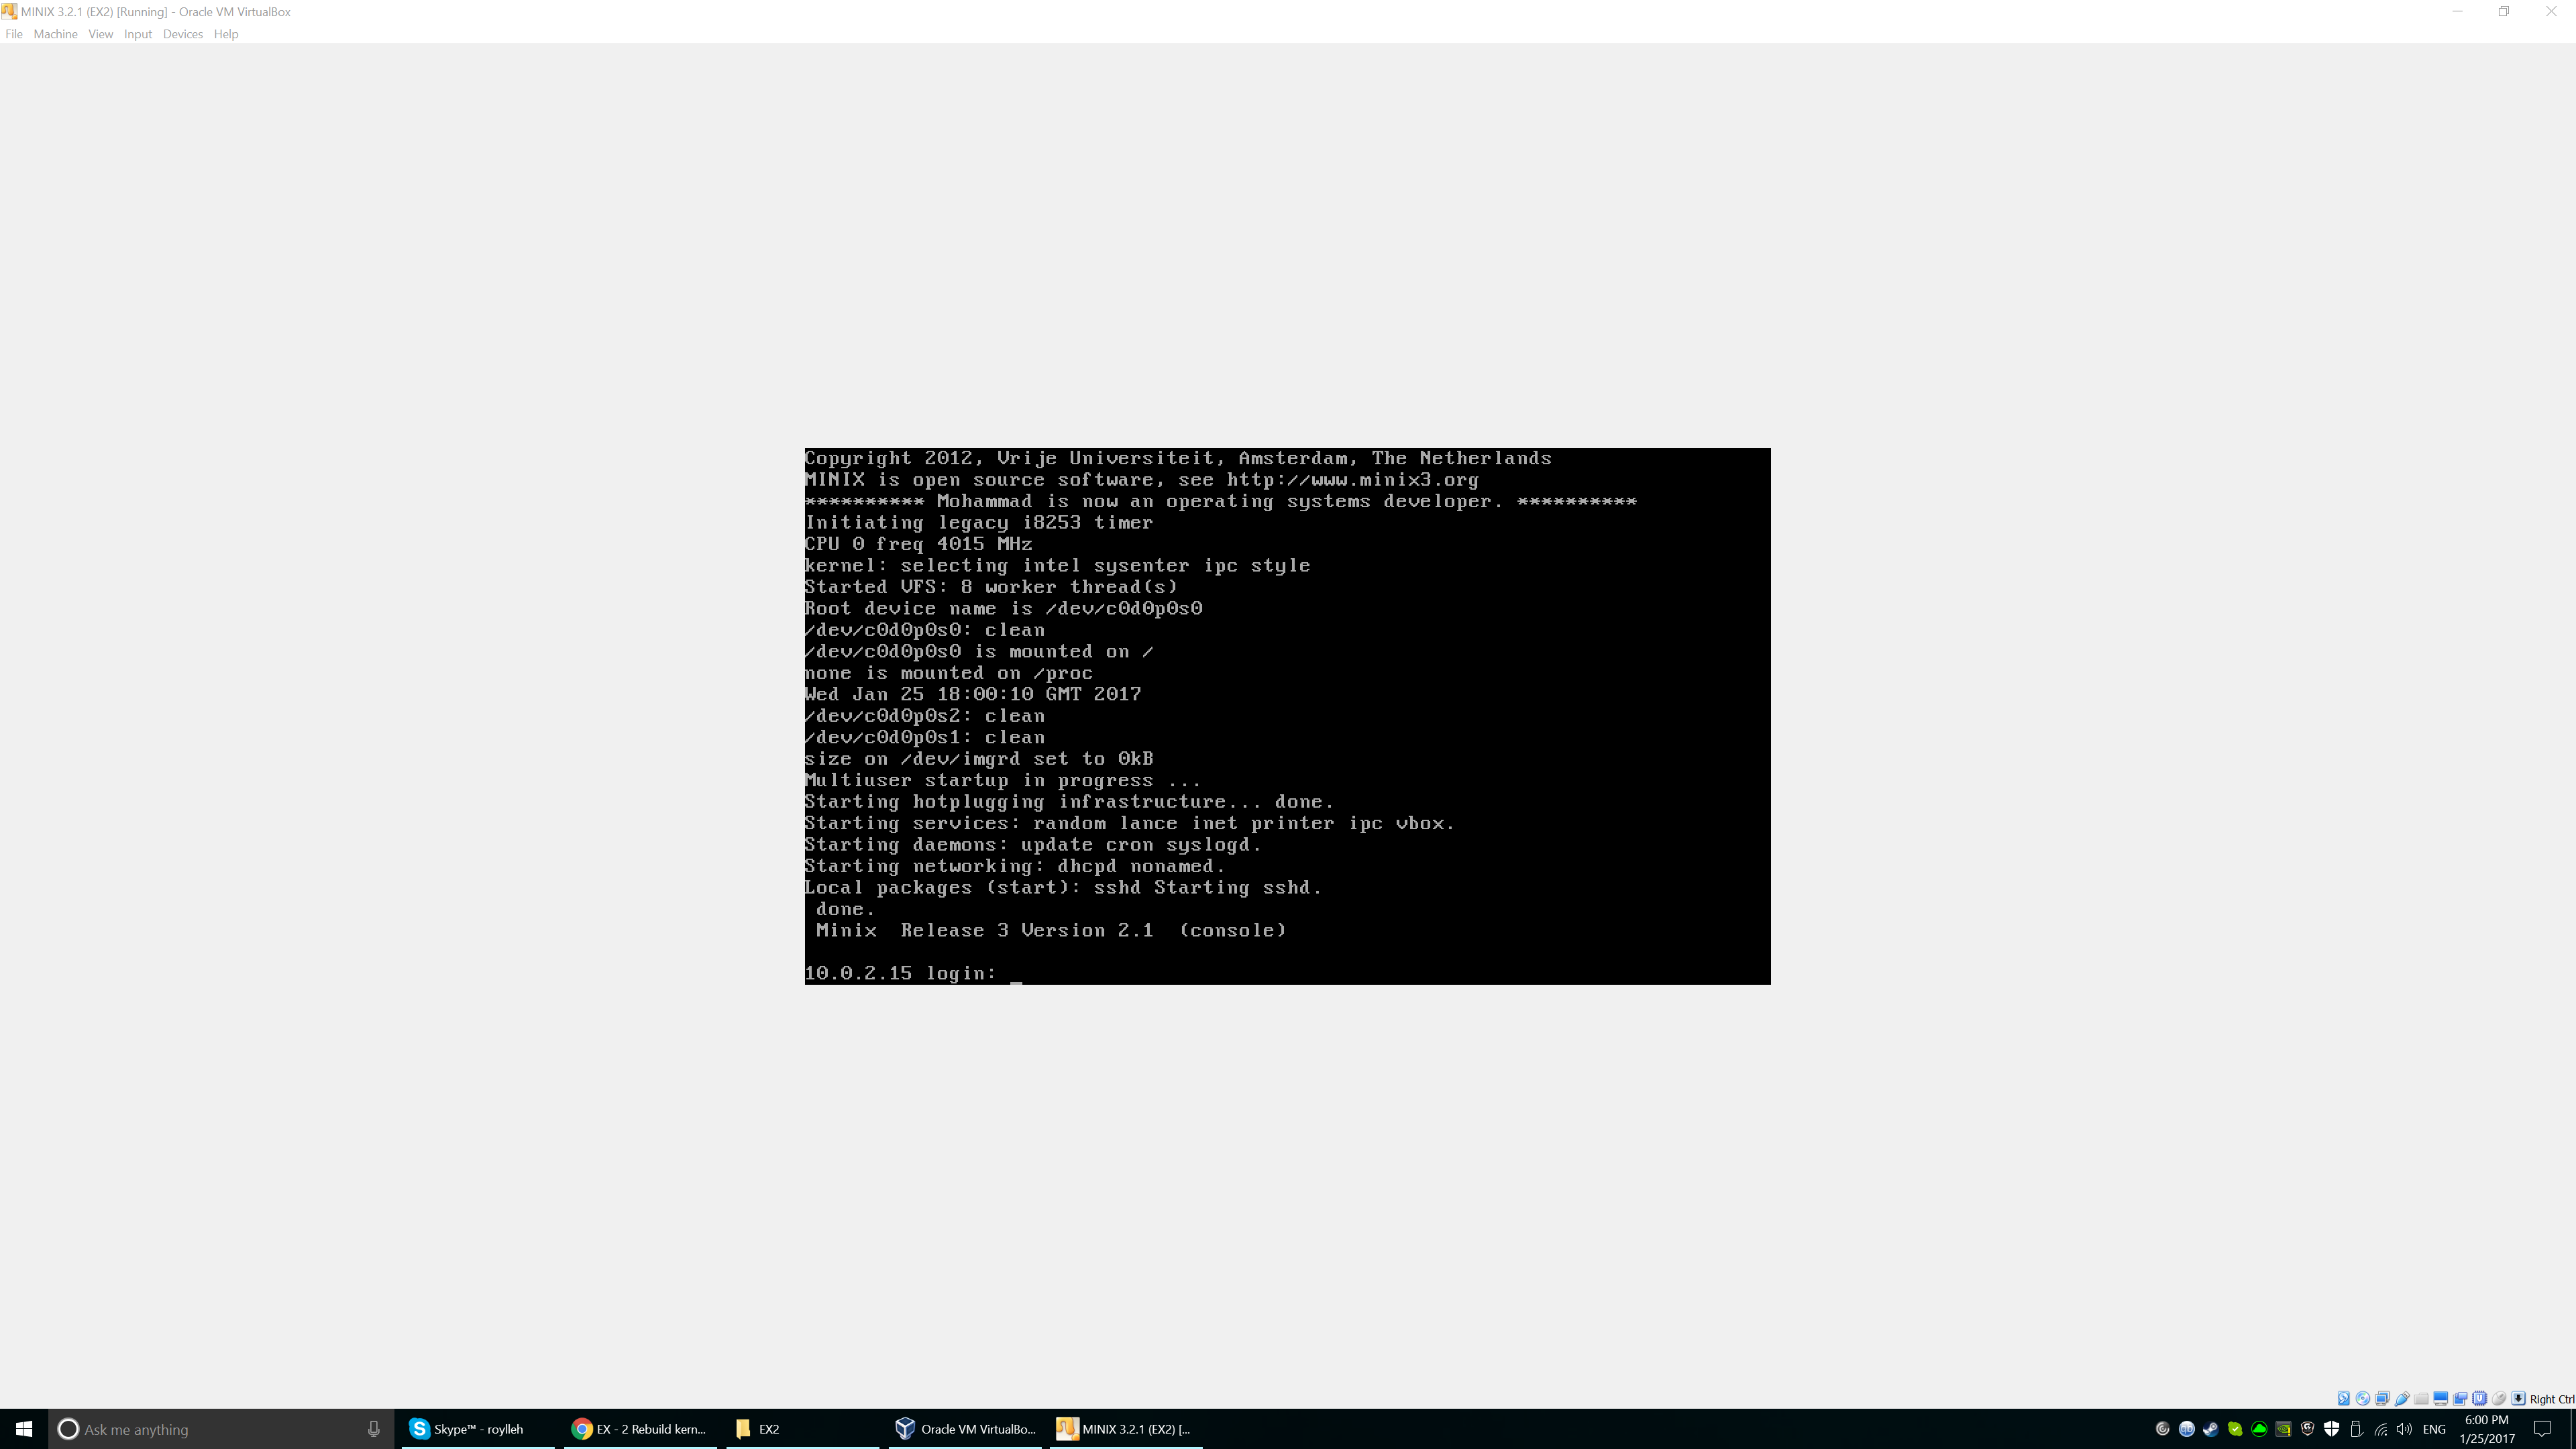 MINIX 3.2.1 (EX2) [Running] - Oracle VM VirtualBox
File Machine View Input Devices Help
Copyright 2012, Vrije Universiteit, Amsterdam, The Netherlands
MINIX is open source software, see http://www.minix3.org
********** Mohammad is now an operating systems developer. **********
Initiating legacy i8253 timer
CPU 0 freq 4015 MHz
kernel: selecting intel sysenter ipc style
Started VFS: 8 worker thread(s)
Root device name is /dev/c0d0p0s0
/dev/c0d0p0s0: clean
/dev/c0d0p0s0 is mounted on /
none is mounted on /proc
Wed Jan 25 18:00:10 GMT 2017
/dev/c0d0p0s2: clean
/dev/c0d0p0s1: clean
size on /dev/imgrd set to 0kB
Multiuser startup in progress ...
Starting hotplugging infrastructure... done.
Starting services: random lance inet printer ipc vbox.
Starting daemons: update cron syslogd.
Starting networking: dhcpd nonamed.
Local packages (start): sshd Starting sshd.
done.
Minix Release 3 Version 2.1 (console)
10.0.2.15 login: _
Right Ctrl
Ask me anything
Skype™ - roylleh
EX - 2 Rebuild kern...
EX2
Oracle VM VirtualBo...
MINIX 3.2.1 (EX2) [...
ENG
6:00 PM
1/25/2017